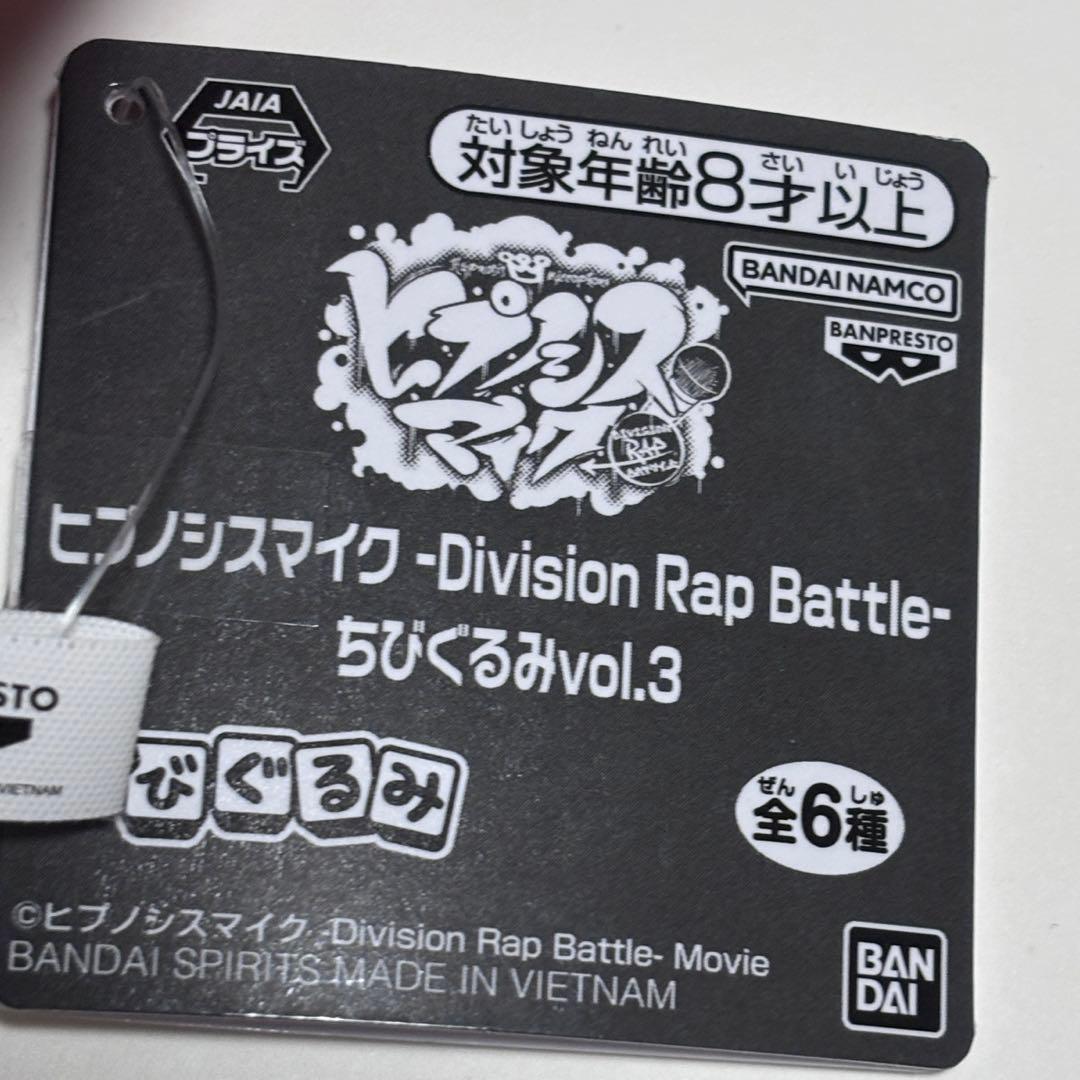 JAIA
プライズ
たいしょうねんれい さい いじょう
対象年齢8才以上
BANDAI NAMCO
BANPRESTO
ヒプノシス
マイク
DIVISION
RAP
BATTLE
ヒプノシスマイク -Division Rap Battle-
ちびぐるみvol.3
STO
VIETNAM
びぐるみ
ぜん しゅ
全6種
©ヒプノシスマイク -Division Rap Battle- Movie
BANDAI SPIRITS MADE IN VIETNAM
BAN
DAI